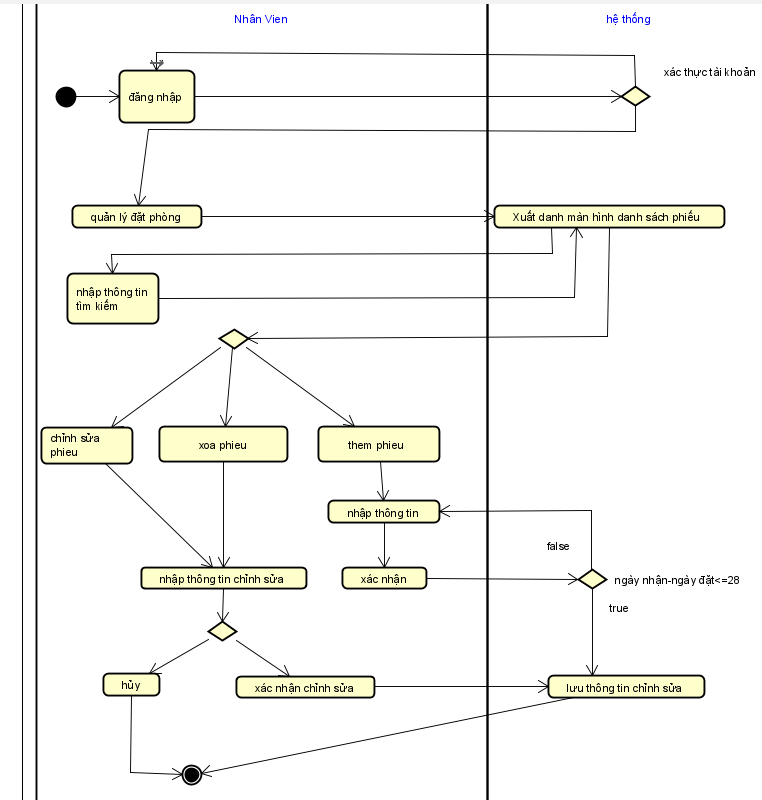 Nhân Vien
hệ thống
xác thực tài khoản
đăng nhập
quản lý đặt phòng
Xuất danh màn hình danh sách phiếu
nhập thông tin
tìm kiếm
chỉnh sửa
phieu
xoa phieu
them phieu
nhập thông tin
false
nhập thông tin chỉnh sửa
xác nhận
ngày nhận-ngày đặt<=28
true
hủy
xác nhận chỉnh sửa
lưu thông tin chỉnh sửa